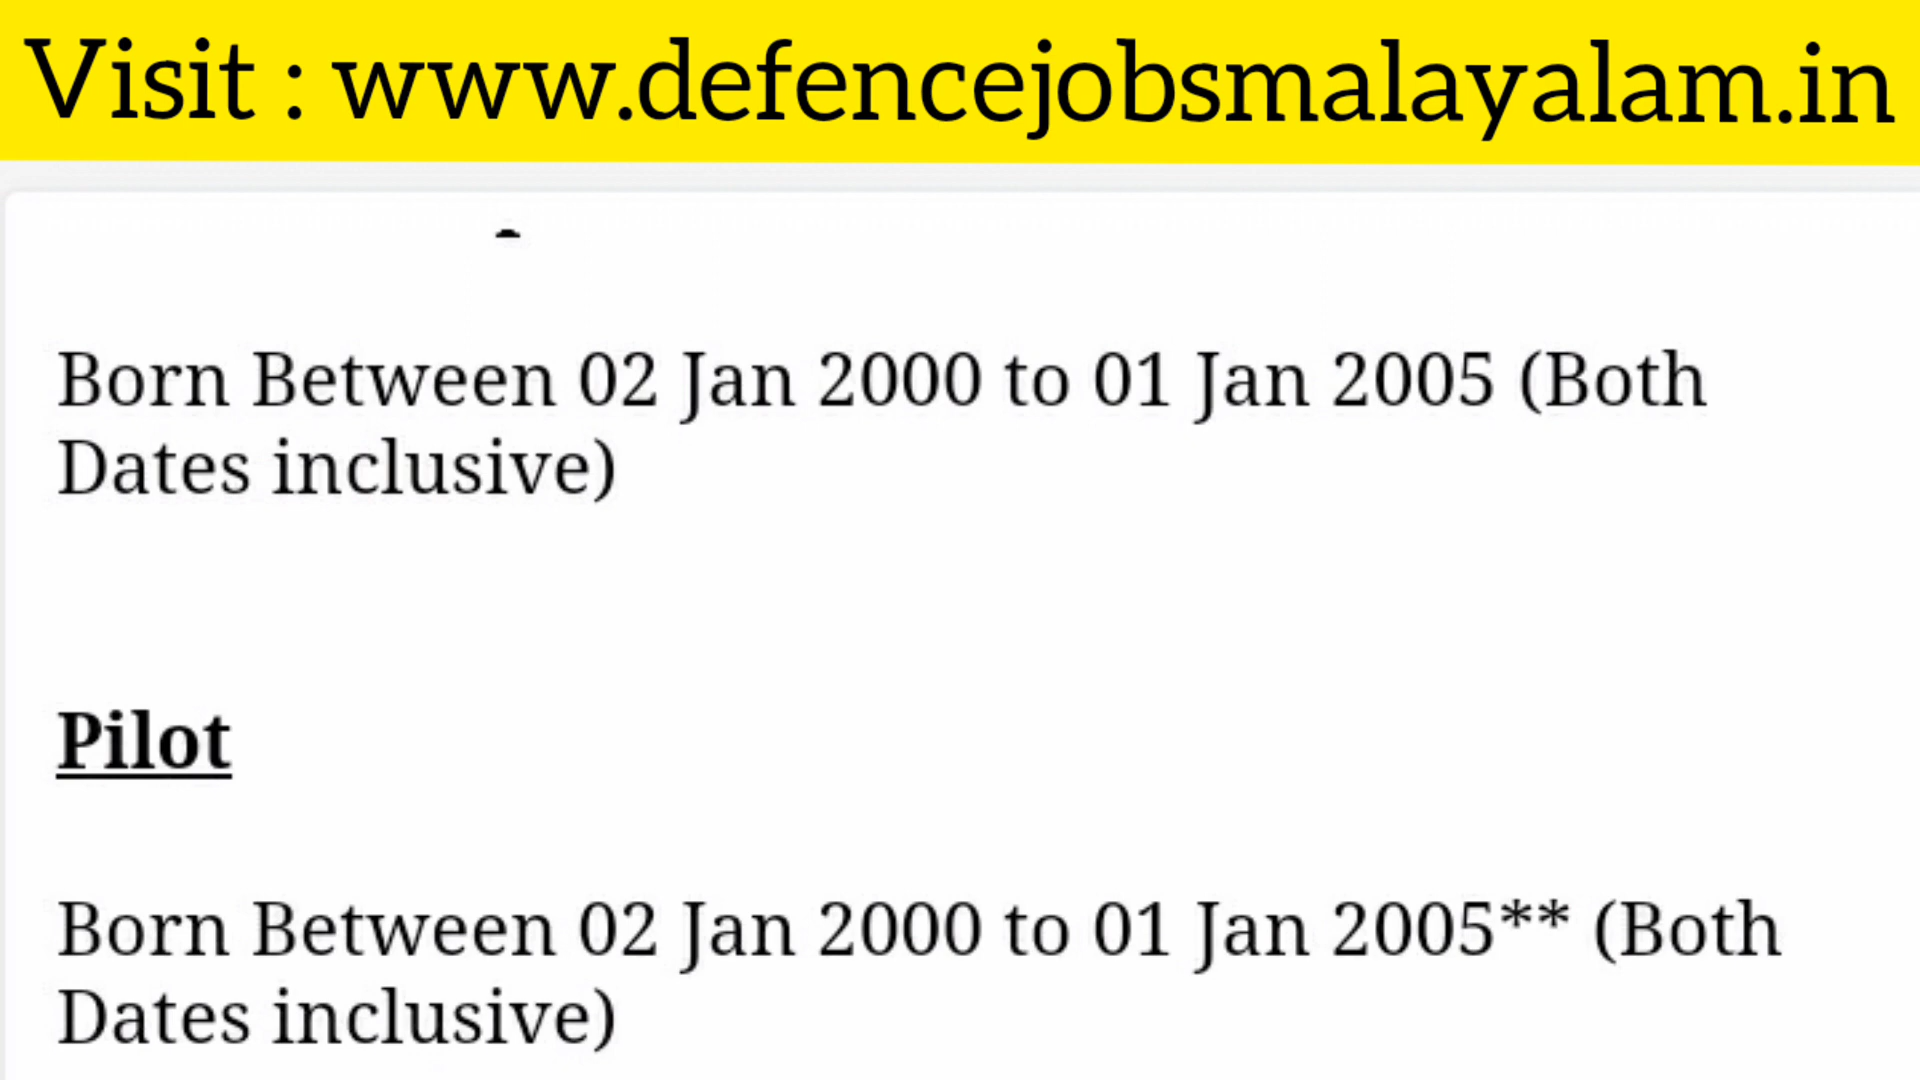 Visit : www.defencejobsmalayalam.in
Born Between 02 Jan 2000 to 01 Jan 2005 (Both
Dates inclusive)
Pilot
Born Between 02 Jan 2000 to 01 Jan 2005** (Both
Dates inclusive)